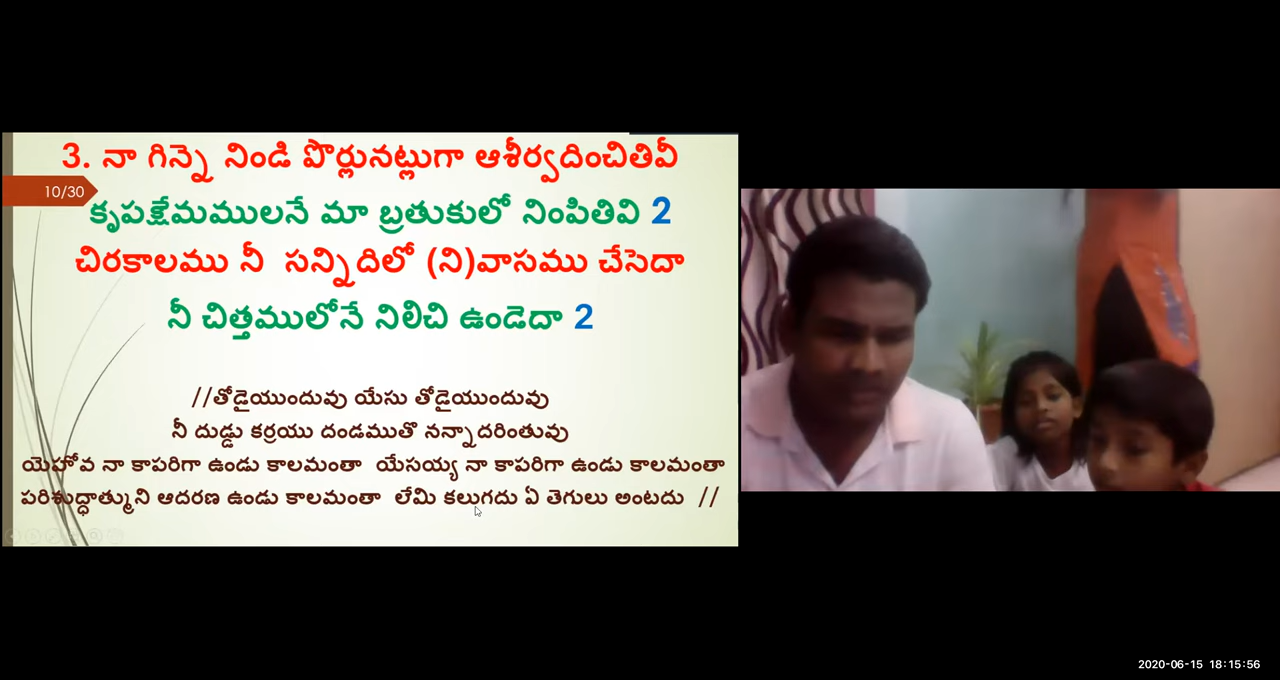 3. నా గిన్నె నిండి పొర్లునట్లుగా ఆశీర్వదించితివీ
10/30
కృపక్షేమములనే మా బ్రతుకులో నింపితివి 2
చిరకాలము నీ సన్నిదిలో (ని)వాసము చేసెదా
నీ చిత్తములోనే నిలిచి ఉండెదా 2
//తోడైయుందువు యేసు తోడైయుందువు
నీ దుడ్డు కర్రయు దండముతొ నన్నాదరింతువు
యెహోవ నా కాపరిగా ఉండు కాలమంతా యేసయ్య నా కాపరిగా ఉండు కాలమంతా
పరిశుద్ధాత్ముని ఆదరణ ఉండు కాలమంతా లేమి కలుగదు ఏ తెగులు అంటదు //
2020-06-15 18:15:56